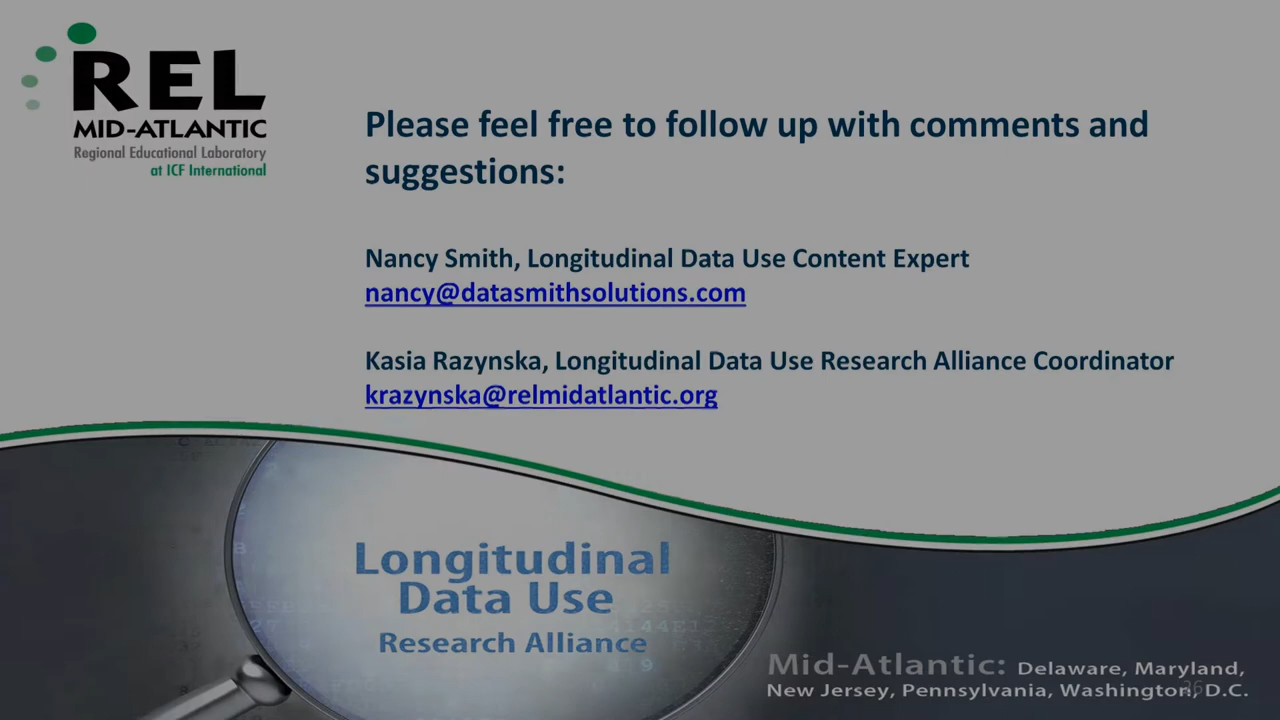 REL
MID-ATLANTIC
Regional Educational Laboratory
at ICF International
Please feel free to follow up with comments and
suggestions:
Nancy Smith, Longitudinal Data Use Content Expert
nancy@datasmithsolutions.com
Kasia Razynska, Longitudinal Data Use Research Alliance Coordinator
krazynska@relmidatlantic.org
Longitudinal
Data Use
Research Alliance
Mid-Atlantic: Delaware, Maryland,
New Jersey, Pennsylvania, Washington, D.C.
26